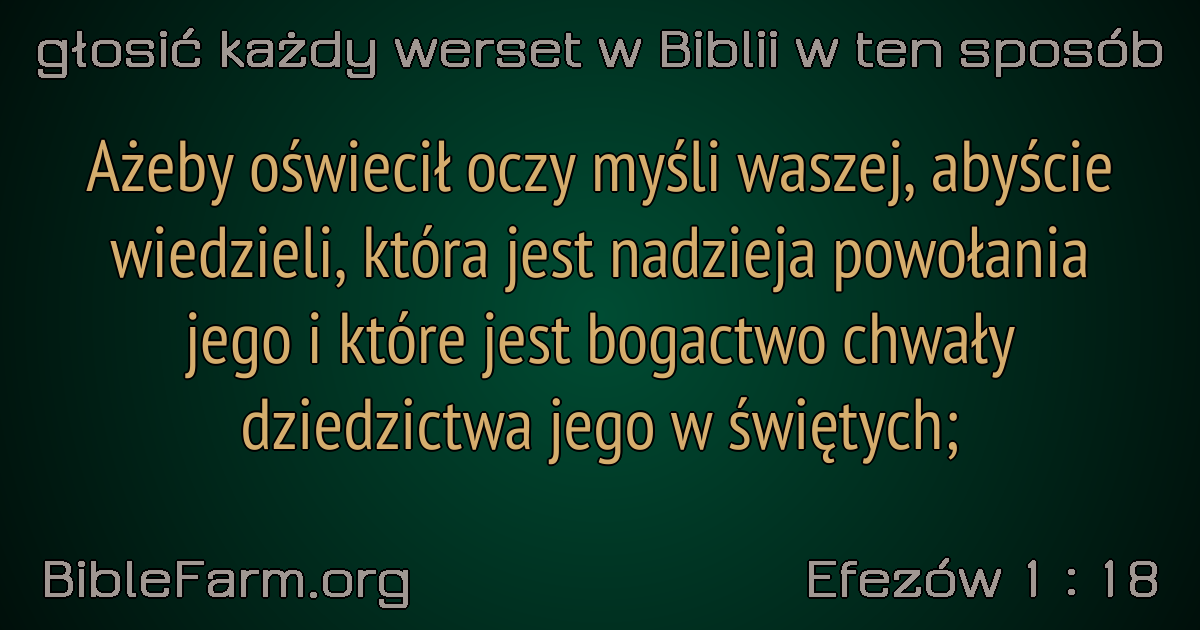 głosić każdy werset w Biblii w ten sposób
Ażeby oświecił oczy myśli waszej, abyście
wiedzieli, która jest nadzieja powołania
jego i które jest bogactwo chwały
dziedzictwa jego w świętych;
BibleFarm.org
Efezów 1 : 18